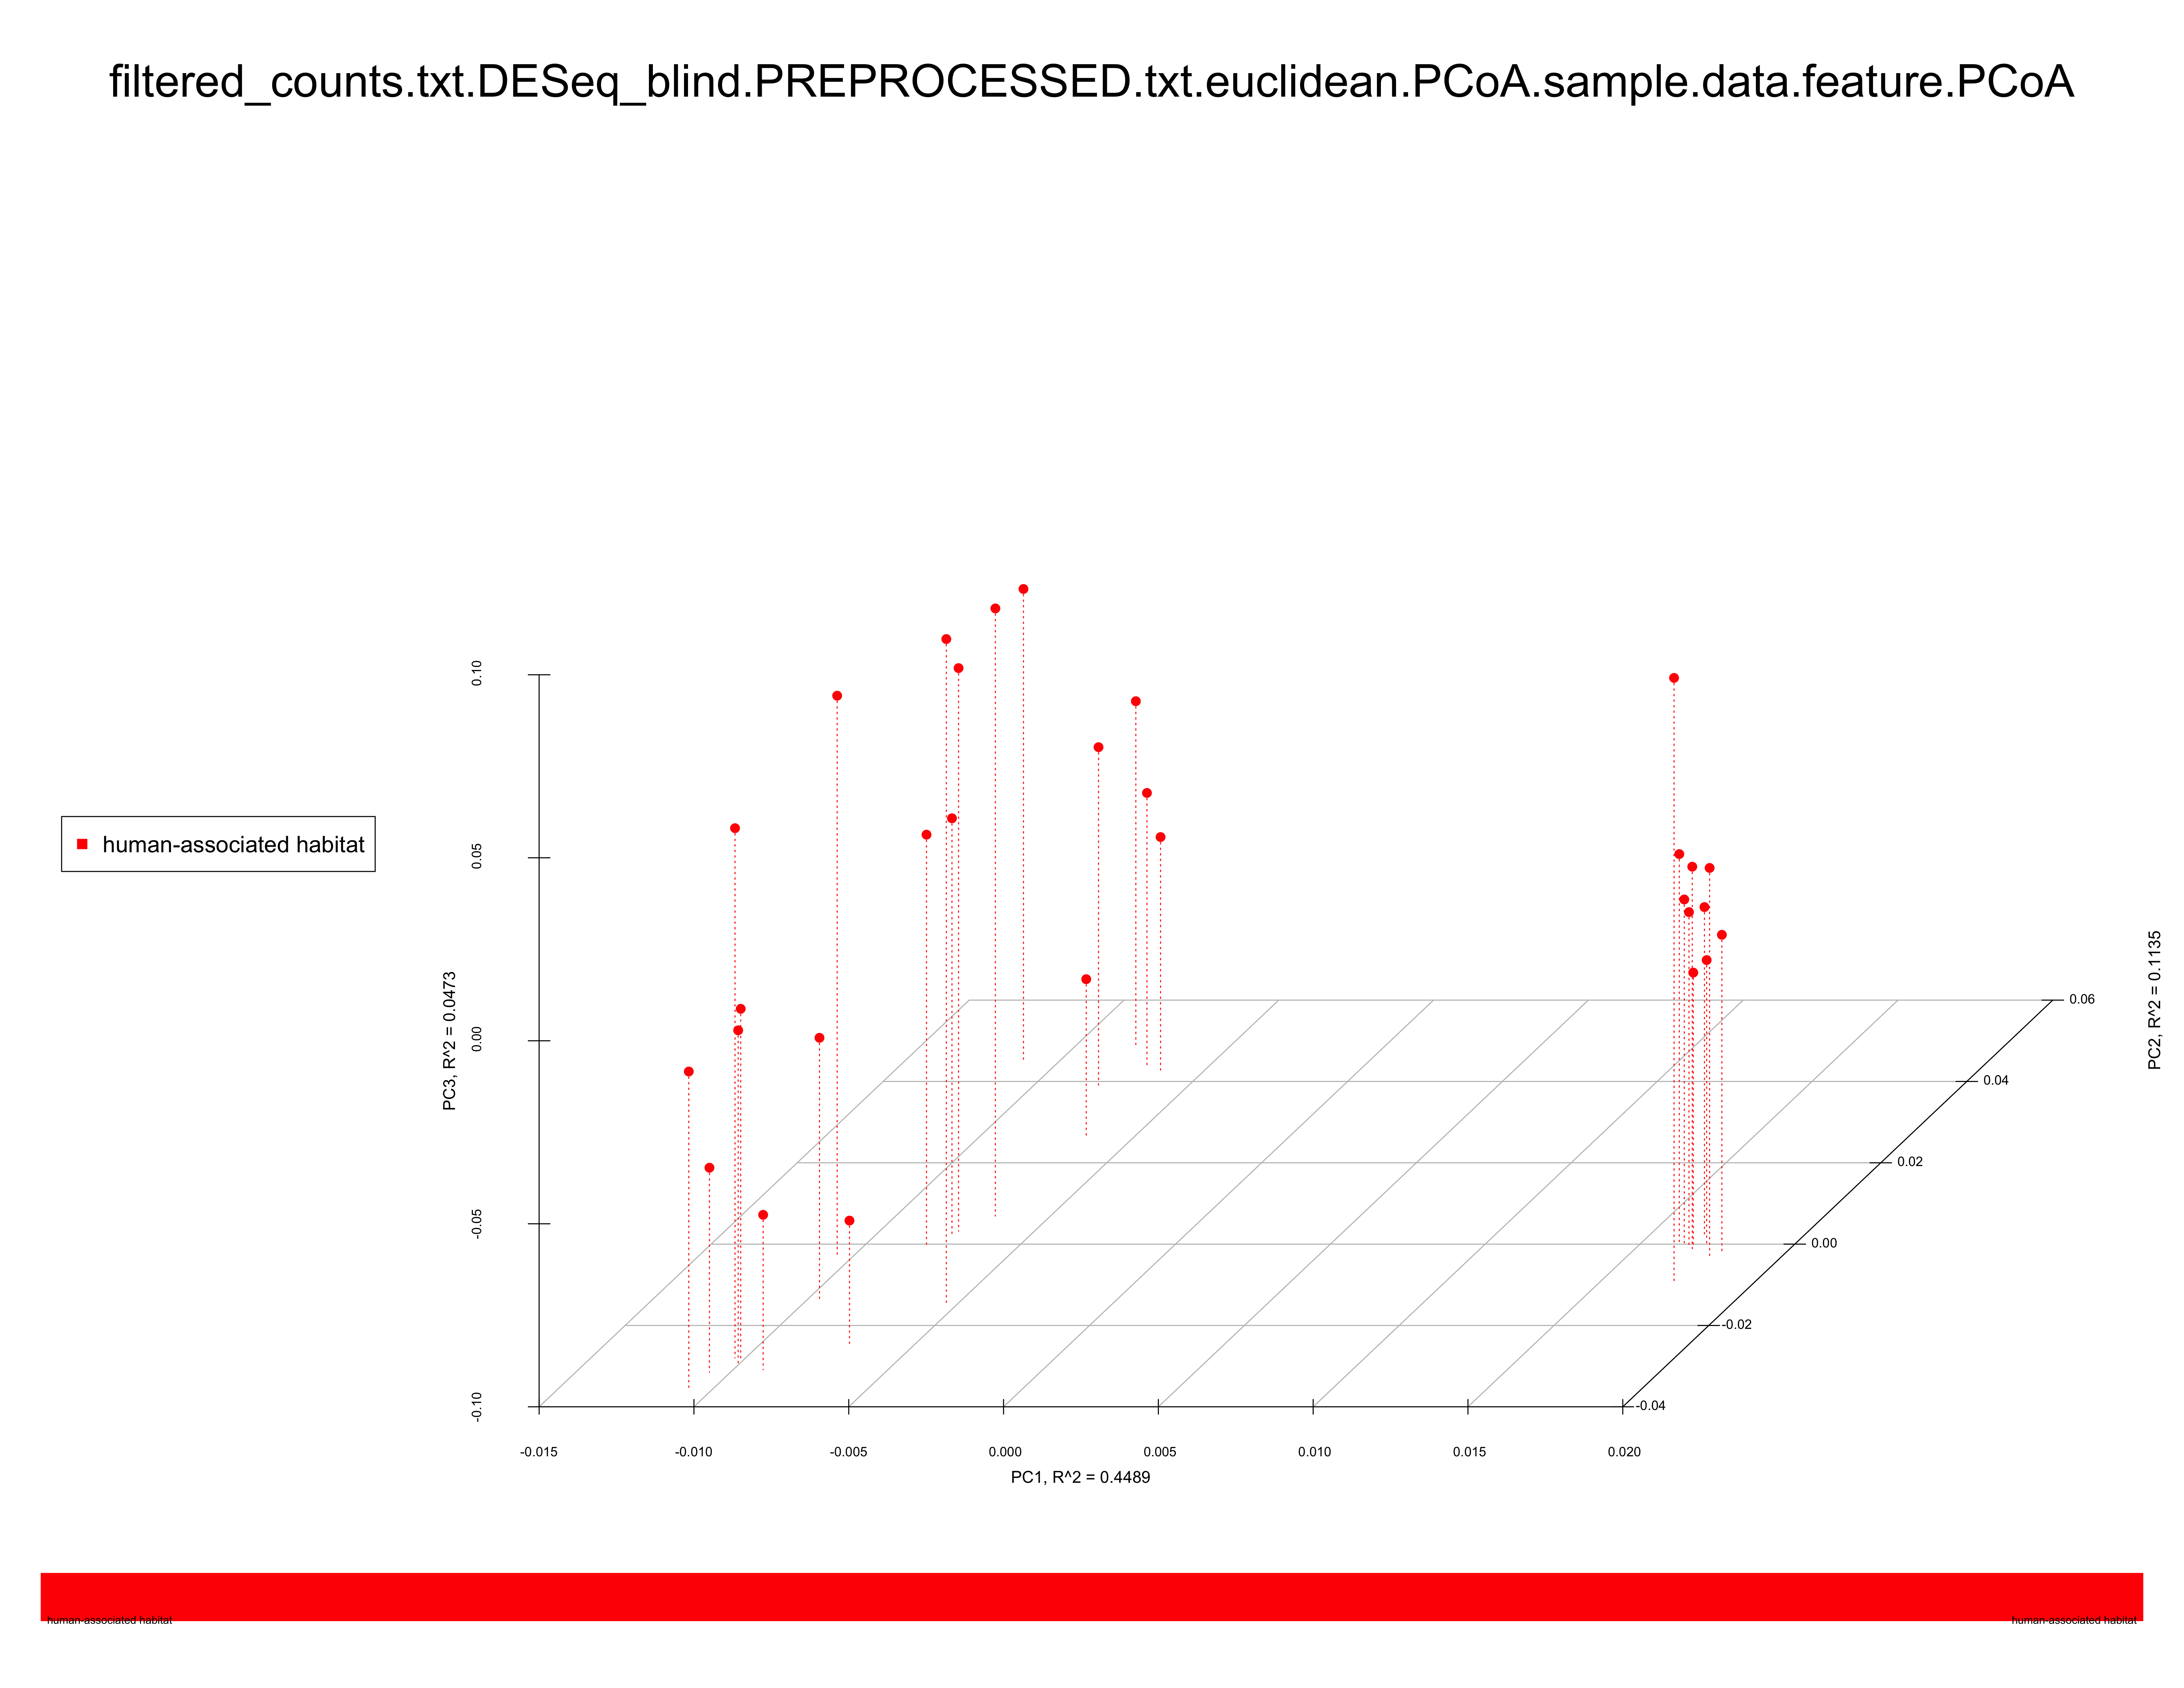 filtered_counts.txt.DESeq_blind.PREPROCESSED.txt.euclidean.PCoA.sample.data.feature.PCoA
human-associated habitat
PC3, R^2 = 0.0473
0.10
0.05
0.00
-0.05
-0.10
PC2, R^2 = 0.1135
0.06
0.04
0.02
0.00
-0.02
-0.04
-0.015 -0.010 -0.005 0.000 0.005 0.010 0.015 0.020
PC1, R^2 = 0.4489
human-associated habitat human-associated habitat